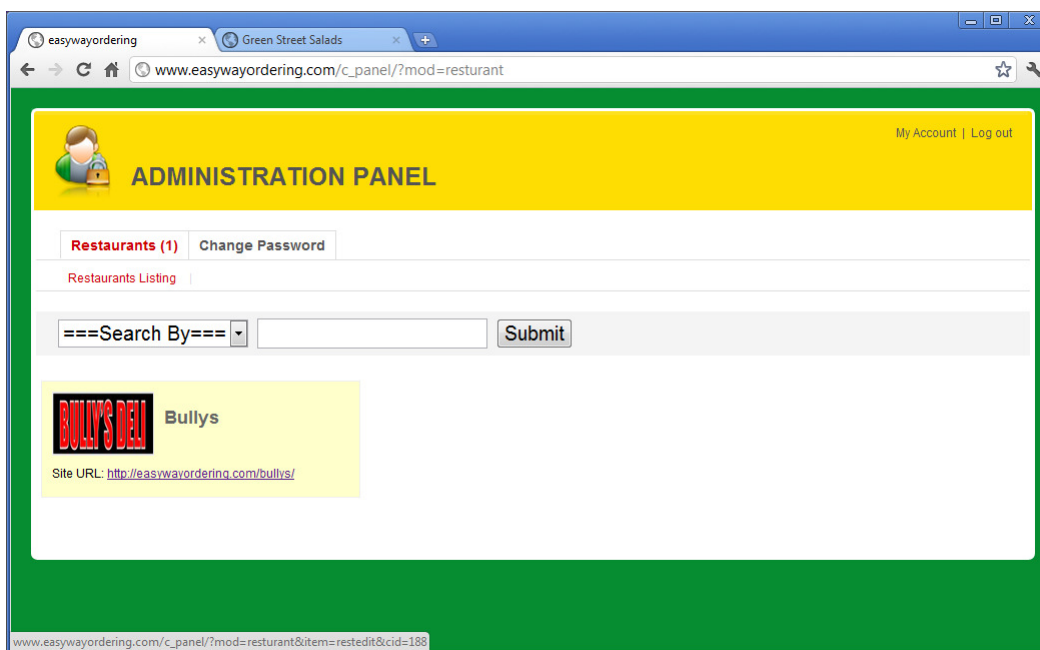 easywayordering
Green Street Salads
www.easywayordering.com/c_panel/?mod=resturant
My Account | Log out
ADMINISTRATION PANEL
Restaurants (1)
Change Password
Restaurants Listing
===Search By===
Submit
BULLY'S DELI
Bullys
Site URL: http://easywayordering.com/bullys/
www.easywayordering.com/c_panel/?mod=resturant&item=restedit&cid=188